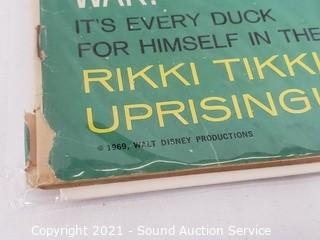 WAR!
IT'S EVERY DUCK
FOR HIMSELF IN THE
RIKKI TIKKI
UPRISING!
© 1969, WALT DISNEY PRODUCTIONS
Copyright 2021 - Sound Auction Service